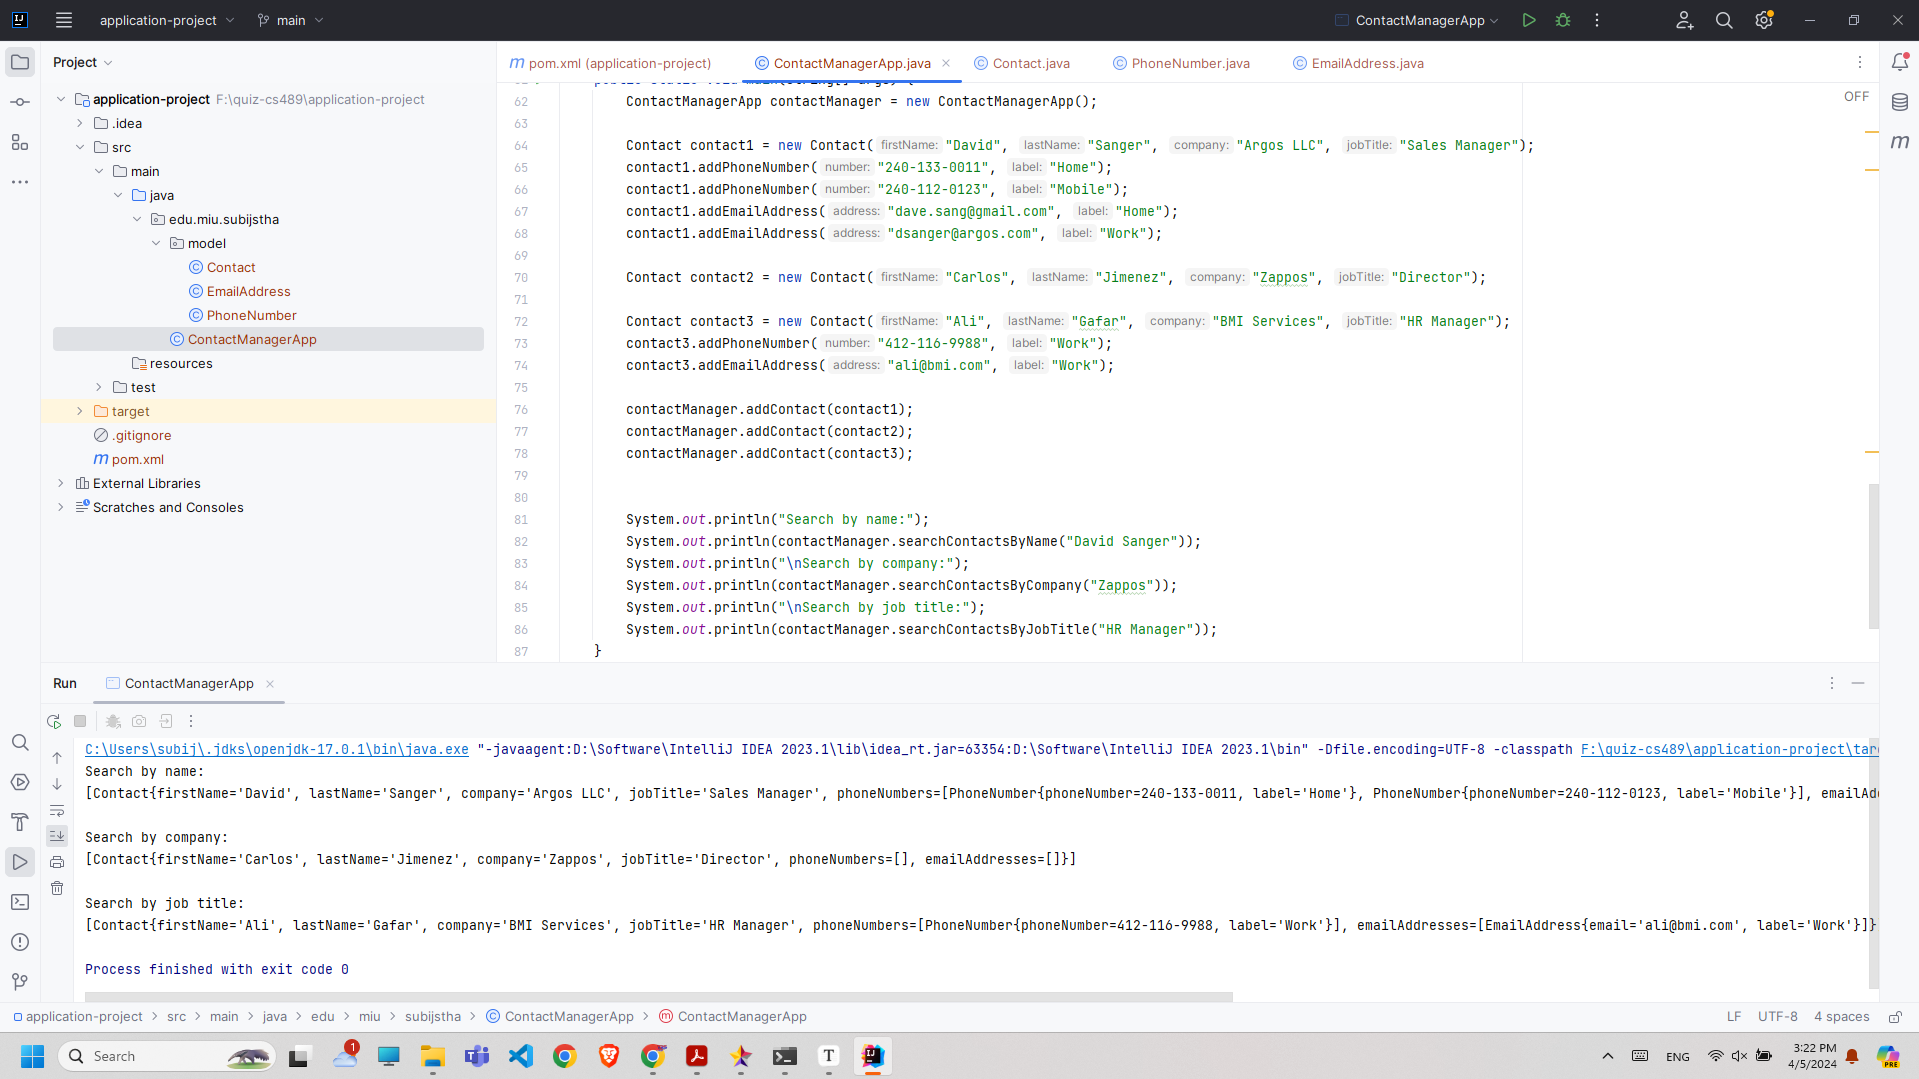 application-project
main
ContactManagerApp
Project
application-project F:\quiz-cs489\application-project
.idea
src
main
java
edu.miu.subijstha
model
Contact
EmailAddress
PhoneNumber
ContactManagerApp
resources
test
target
.gitignore
pom.xml
External Libraries
Scratches and Consoles
pom.xml (application-project)
ContactManagerApp.java
Contact.java
PhoneNumber.java
EmailAddress.java
OFF
62 ContactManagerApp contactManager = new ContactManagerApp();
63
64 Contact contact1 = new Contact( firstName: "David", lastName: "Sanger", company: "Argos LLC", jobTitle: "Sales Manager");
65 contact1.addPhoneNumber( number: "240-133-0011", label: "Home");
66 contact1.addPhoneNumber( number: "240-112-0123", label: "Mobile");
67 contact1.addEmailAddress( address: "dave.sang@gmail.com", label: "Home");
68 contact1.addEmailAddress( address: "dsanger@argos.com", label: "Work");
69
70 Contact contact2 = new Contact( firstName: "Carlos", lastName: "Jimenez", company: "Zappos", jobTitle: "Director");
71
72 Contact contact3 = new Contact( firstName: "Ali", lastName: "Gafar", company: "BMI Services", jobTitle: "HR Manager");
73 contact3.addPhoneNumber( number: "412-116-9988", label: "Work");
74 contact3.addEmailAddress( address: "ali@bmi.com", label: "Work");
75
76 contactManager.addContact(contact1);
77 contactManager.addContact(contact2);
78 contactManager.addContact(contact3);
79
80
81 System.out.println("Search by name:");
82 System.out.println(contactManager.searchContactsByName("David Sanger"));
83 System.out.println("\nSearch by company:");
84 System.out.println(contactManager.searchContactsByCompany("Zappos"));
85 System.out.println("\nSearch by job title:");
86 System.out.println(contactManager.searchContactsByJobTitle("HR Manager"));
87 }
Run ContactManagerApp
C:\Users\subij\.jdks\openjdk-17.0.1\bin\java.exe "-javaagent:D:\Software\IntelliJ IDEA 2023.1\lib\idea_rt.jar=63354:D:\Software\IntelliJ IDEA 2023.1\bin" -Dfile.encoding=UTF-8 -classpath F:\quiz-cs489\application-project\tar
Search by name:
[Contact{firstName='David', lastName='Sanger', company='Argos LLC', jobTitle='Sales Manager', phoneNumbers=[PhoneNumber{phoneNumber=240-133-0011, label='Home'}, PhoneNumber{phoneNumber=240-112-0123, label='Mobile'}], emailAd
Search by company:
[Contact{firstName='Carlos', lastName='Jimenez', company='Zappos', jobTitle='Director', phoneNumbers=[], emailAddresses=[]}]
Search by job title:
[Contact{firstName='Ali', lastName='Gafar', company='BMI Services', jobTitle='HR Manager', phoneNumbers=[PhoneNumber{phoneNumber=412-116-9988, label='Work'}], emailAddresses=[EmailAddress{email='ali@bmi.com', label='Work'}]}
Process finished with exit code 0
application-project > src > main > java > edu > miu > subijstha > ContactManagerApp > ContactManagerApp
LF UTF-8 4 spaces
Search
1
ENG
3:22 PM
4/5/2024
PRE